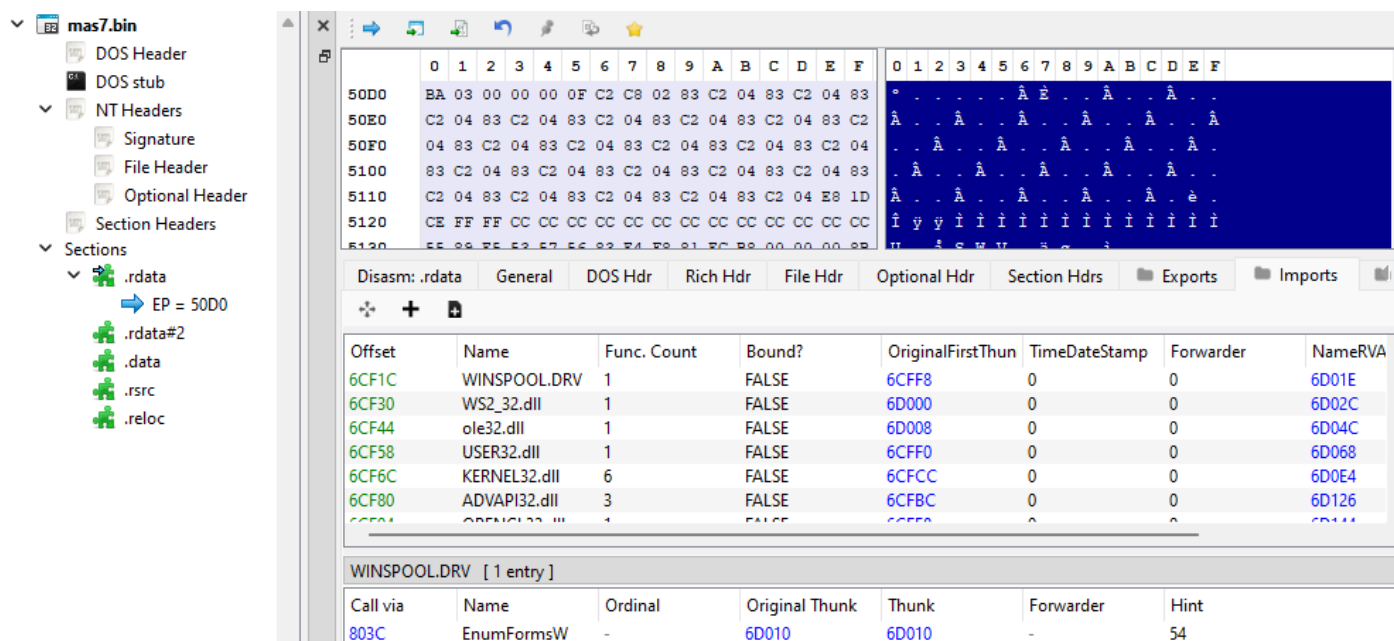 mas7.bin
DOS Header
DOS stub
NT Headers
Signature
File Header
Optional Header
Section Headers
Sections
.rdata
EP = 50D0
.rdata#2
.data
.rsrc
.reloc
0 1 2 3 4 5 6 7 8 9 A B C D E F 0 1 2 3 4 5 6 7 8 9 A B C D E F
50D0 BA 03 00 00 00 0F C2 C8 02 83 C2 04 83 C2 04 83 º . . . . . Â È . . Â . . Â . .
50E0 C2 04 83 C2 04 83 C2 04 83 C2 04 83 C2 04 83 C2 Â . . Â . . Â . . Â . . Â . . Â
50F0 04 83 C2 04 83 C2 04 83 C2 04 83 C2 04 83 C2 04 . . Â . . Â . . Â . . Â . . Â .
5100 83 C2 04 83 C2 04 83 C2 04 83 C2 04 83 C2 04 83 . Â . . Â . . Â . . Â . . Â . .
5110 C2 04 83 C2 04 83 C2 04 83 C2 04 83 C2 04 E8 1D Â . . Â . . Â . . Â . . Â . è .
5120 CE FF FF CC CC CC CC CC CC CC CC CC CC CC CC CC Î ÿ ÿ Ì Ì Ì Ì Ì Ì Ì Ì Ì Ì Ì Ì Ì
Disasm: .rdata General DOS Hdr Rich Hdr File Hdr Optional Hdr Section Hdrs Exports Imports
Offset Name Func. Count Bound? OriginalFirstThun TimeDateStamp Forwarder NameRVA
6CF1C WINSPOOL.DRV 1 FALSE 6CFF8 0 0 6D01E
6CF30 WS2_32.dll 1 FALSE 6D000 0 0 6D02C
6CF44 ole32.dll 1 FALSE 6D008 0 0 6D04C
6CF58 USER32.dll 1 FALSE 6CFF0 0 0 6D068
6CF6C KERNEL32.dll 6 FALSE 6CFCC 0 0 6D0E4
6CF80 ADVAPI32.dll 3 FALSE 6CFBC 0 0 6D126
WINSPOOL.DRV [ 1 entry ]
Call via Name Ordinal Original Thunk Thunk Forwarder Hint
803C EnumFormsW - 6D010 6D010 - 54